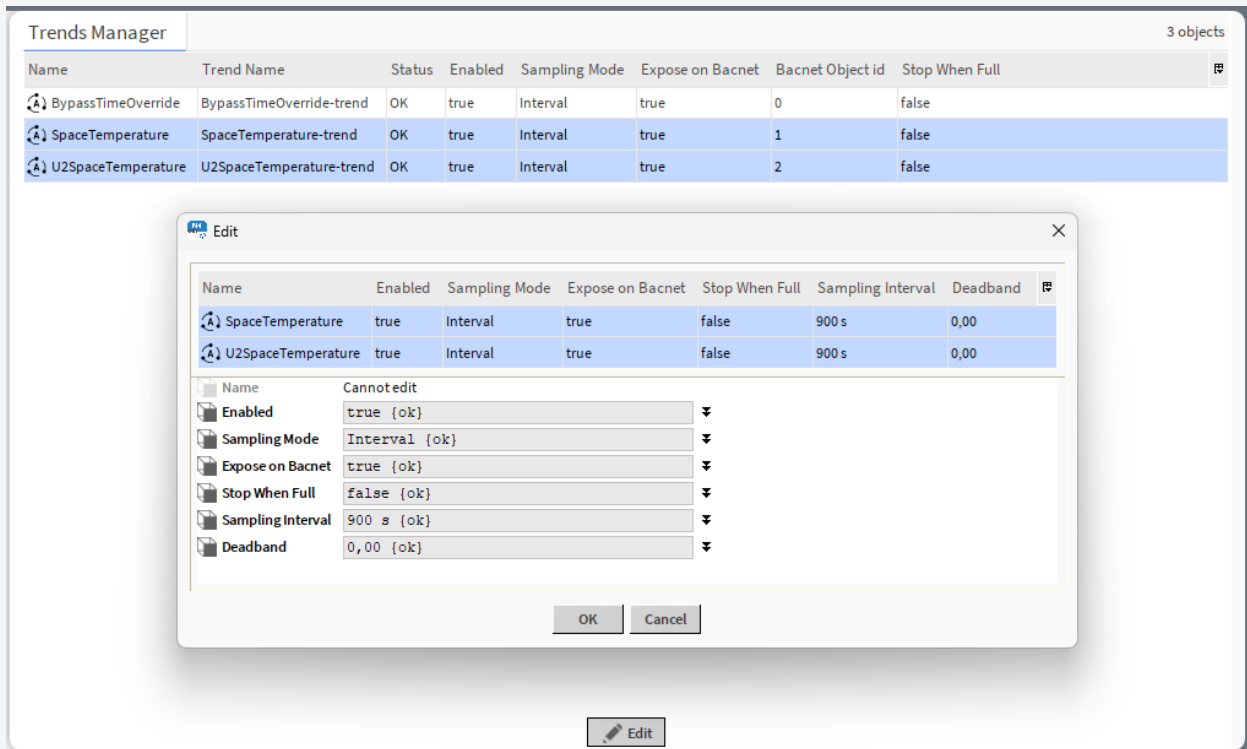 Trends Manager 3 objects
Name Trend Name Status Enabled Sampling Mode Expose on Bacnet Bacnet Object id Stop When Full
BypassTimeOverride BypassTimeOverride-trend OK true Interval true 0 false
SpaceTemperature SpaceTemperature-trend OK true Interval true 1 false
U2SpaceTemperature U2SpaceTemperature-trend OK true Interval true 2 false
Edit
Name Enabled Sampling Mode Expose on Bacnet Stop When Full Sampling Interval Deadband
SpaceTemperature true Interval true false 900 s 0,00
U2SpaceTemperature true Interval true false 900 s 0,00
Name Cannot edit
Enabled true {ok}
Sampling Mode Interval {ok}
Expose on Bacnet true {ok}
Stop When Full false {ok}
Sampling Interval 900 s {ok}
Deadband 0,00 {ok}
OK Cancel
Edit